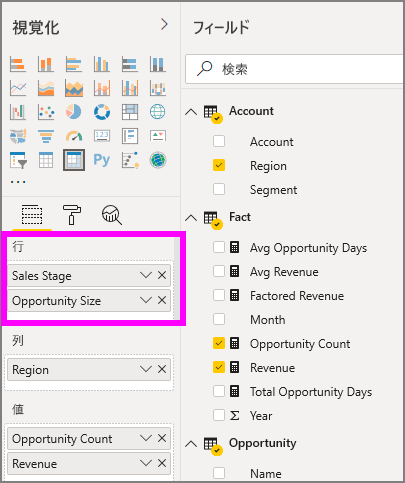 視覚化
Py
123
...
行
Sales Stage
Opportunity Size
列
Region
値
Opportunity Count
Revenue
フィールド
検索
Account
Account
Region
Segment
Fact
Avg Opportunity Days
Avg Revenue
Factored Revenue
Month
Opportunity Count
Revenue
Total Opportunity Days
Σ Year
Opportunity
Name